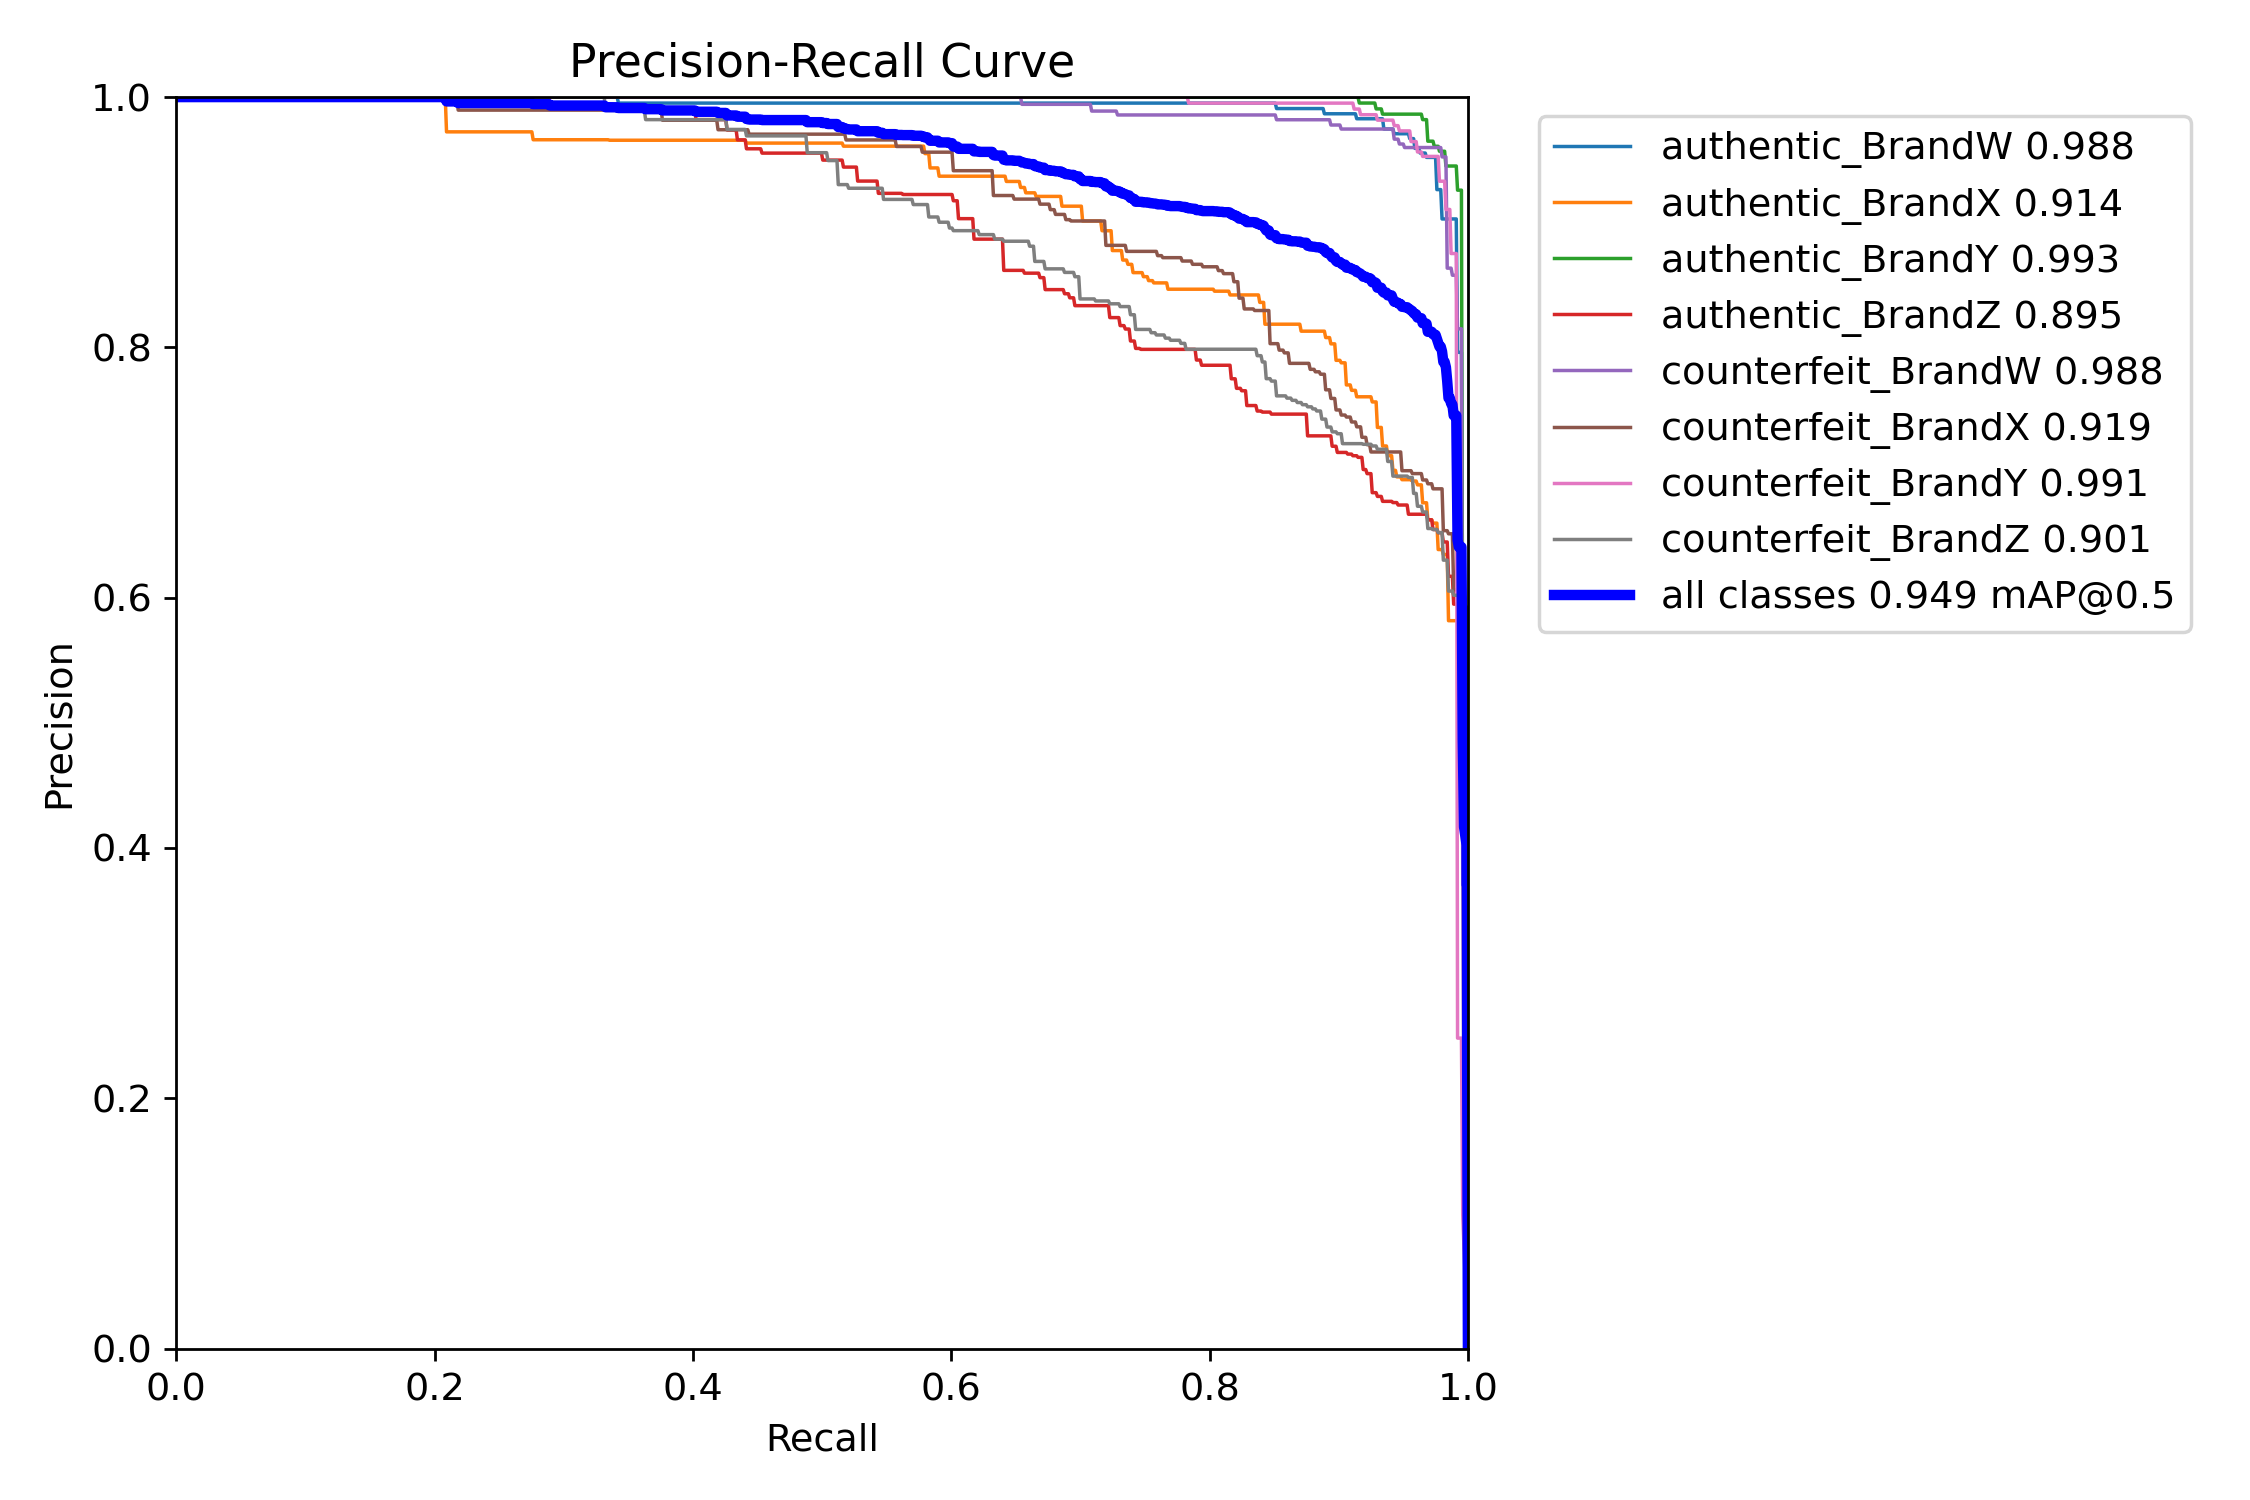 Precision-Recall Curve
1.0
0.8
0.6
0.4
0.2
0.0
Precision
0.0 0.2 0.4 0.6 0.8 1.0
Recall
authentic_BrandW 0.988
authentic_BrandX 0.914
authentic_BrandY 0.993
authentic_BrandZ 0.895
counterfeit_BrandW 0.988
counterfeit_BrandX 0.919
counterfeit_BrandY 0.991
counterfeit_BrandZ 0.901
all classes 0.949 mAP@0.5